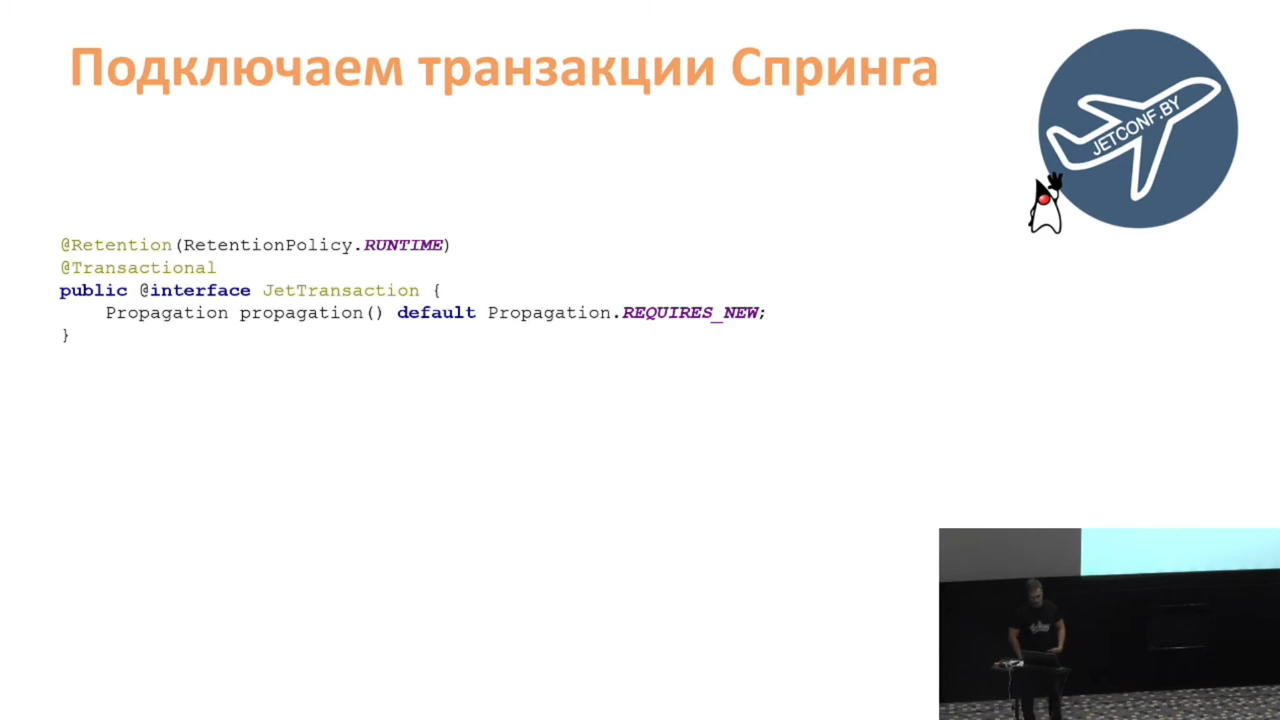 Подключаем транзакции Спринга
JETCONF.BY
@Retention(RetentionPolicy.RUNTIME)
@Transactional
public @interface JetTransaction {
    Propagation propagation() default Propagation.REQUIRES_NEW;
}